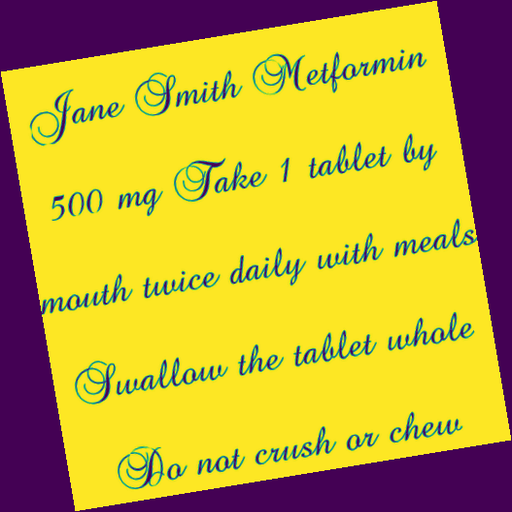 Jane Smith Metformin
500 mg Take 1 tablet by
mouth twice daily with meals
Swallow the tablet whole
Do not crush or chew